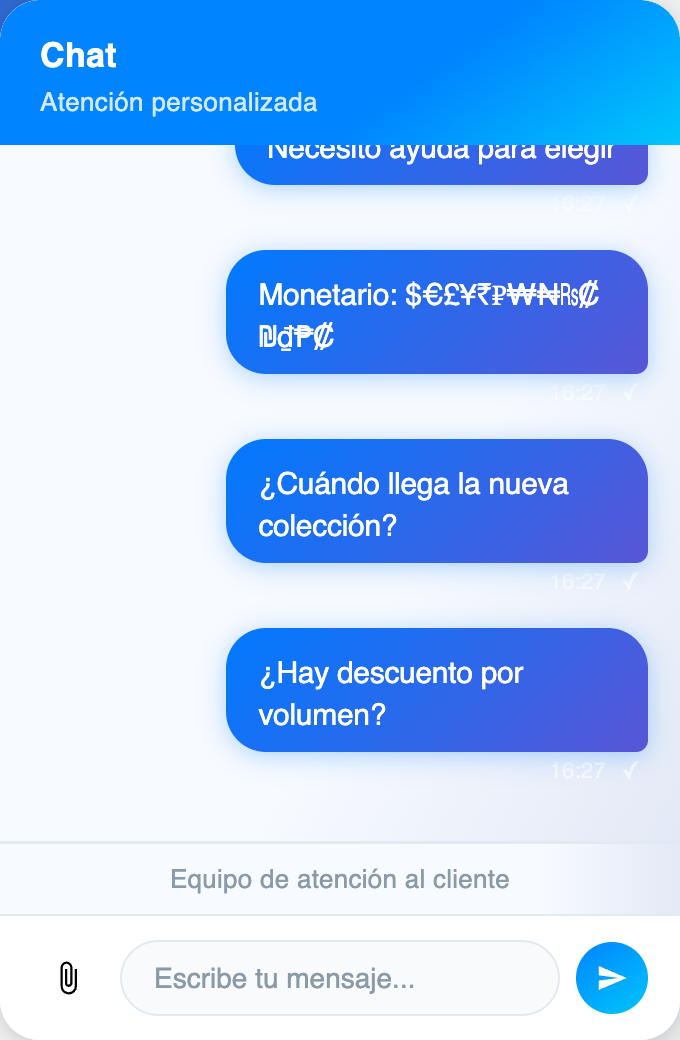 Chat
Atención personalizada
Necesito ayuda para elegir
16:27 ✓
Monetario: $€£¥₹₽₩₦₨₡
₪₫₱₡
16:27 ✓
¿Cuándo llega la nueva
colección?
16:27 ✓
¿Hay descuento por
volumen?
16:27 ✓
Equipo de atención al cliente
Escribe tu mensaje...